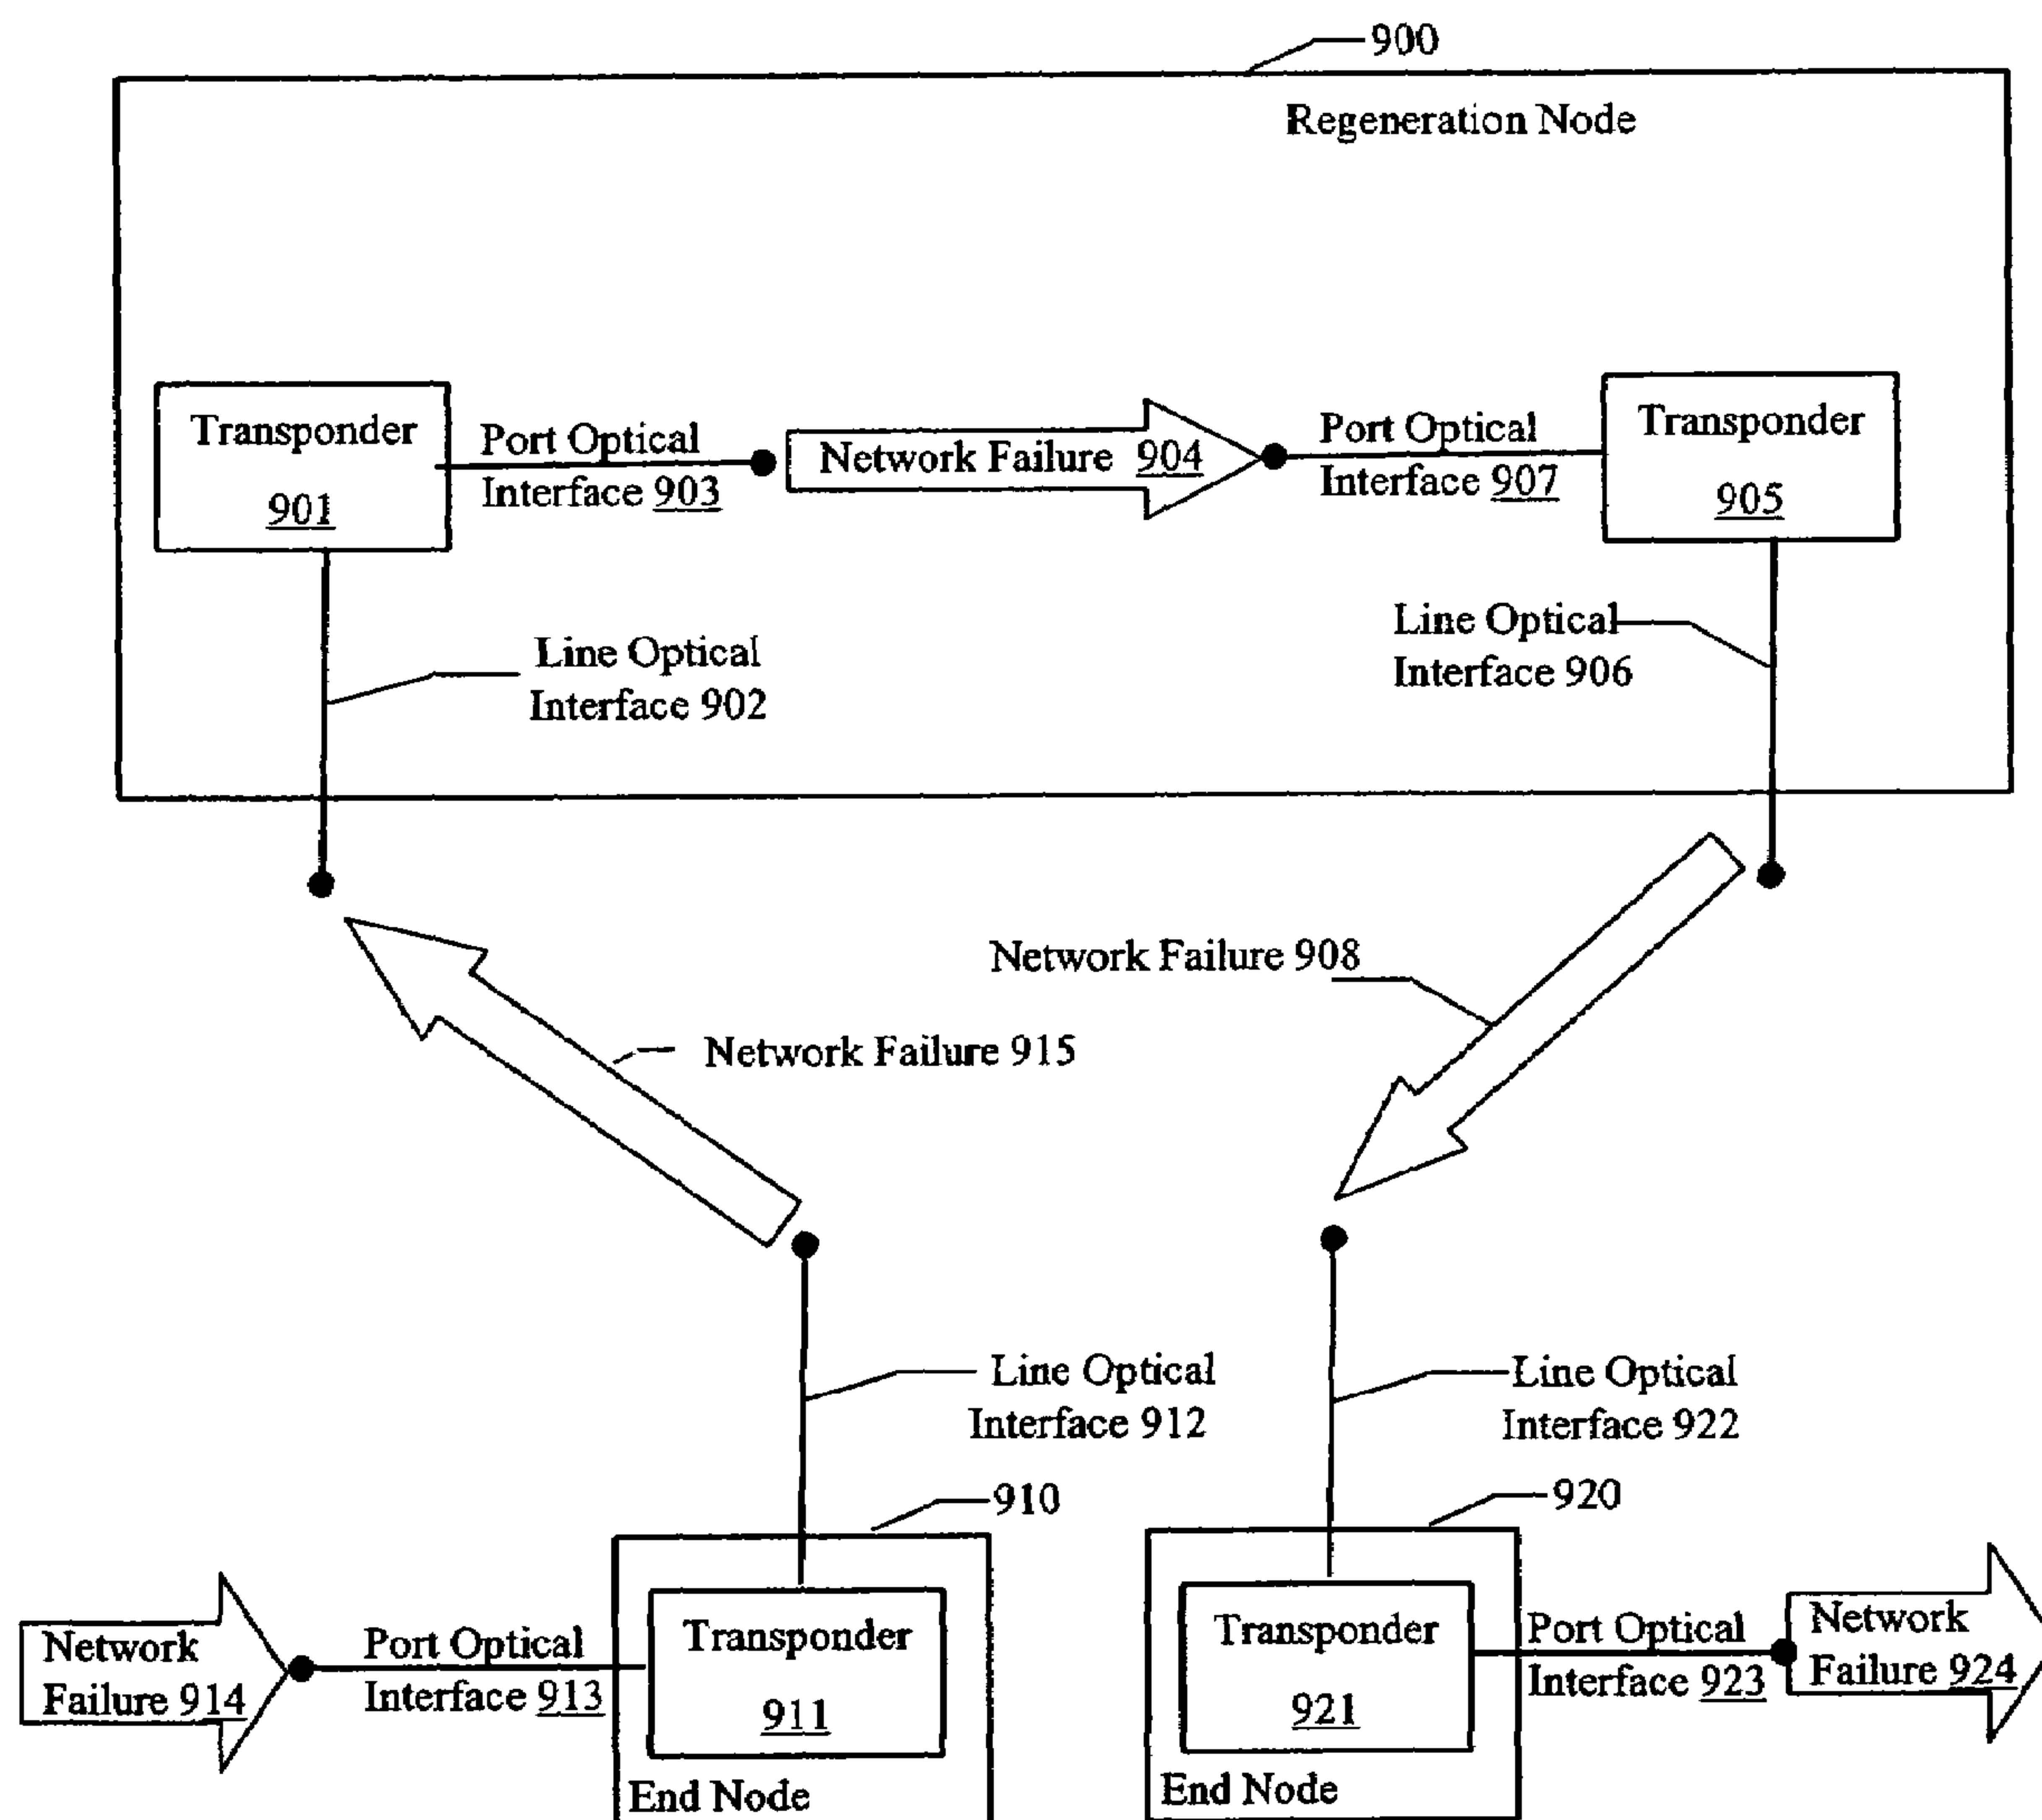 900
Regeneration Node
Transponder
901
Port Optical
Interface 903
Network Failure 904
Port Optical
Interface 907
Transponder
905
Line Optical
Interface 902
Line Optical
Interface 906
Network Failure 908
Network Failure 915
Line Optical
Interface 912
Line Optical
Interface 922
910
920
Network
Failure 914
Port Optical
Interface 913
Transponder
911
End Node
Transponder
921
End Node
Port Optical
Interface 923
Network
Failure 924